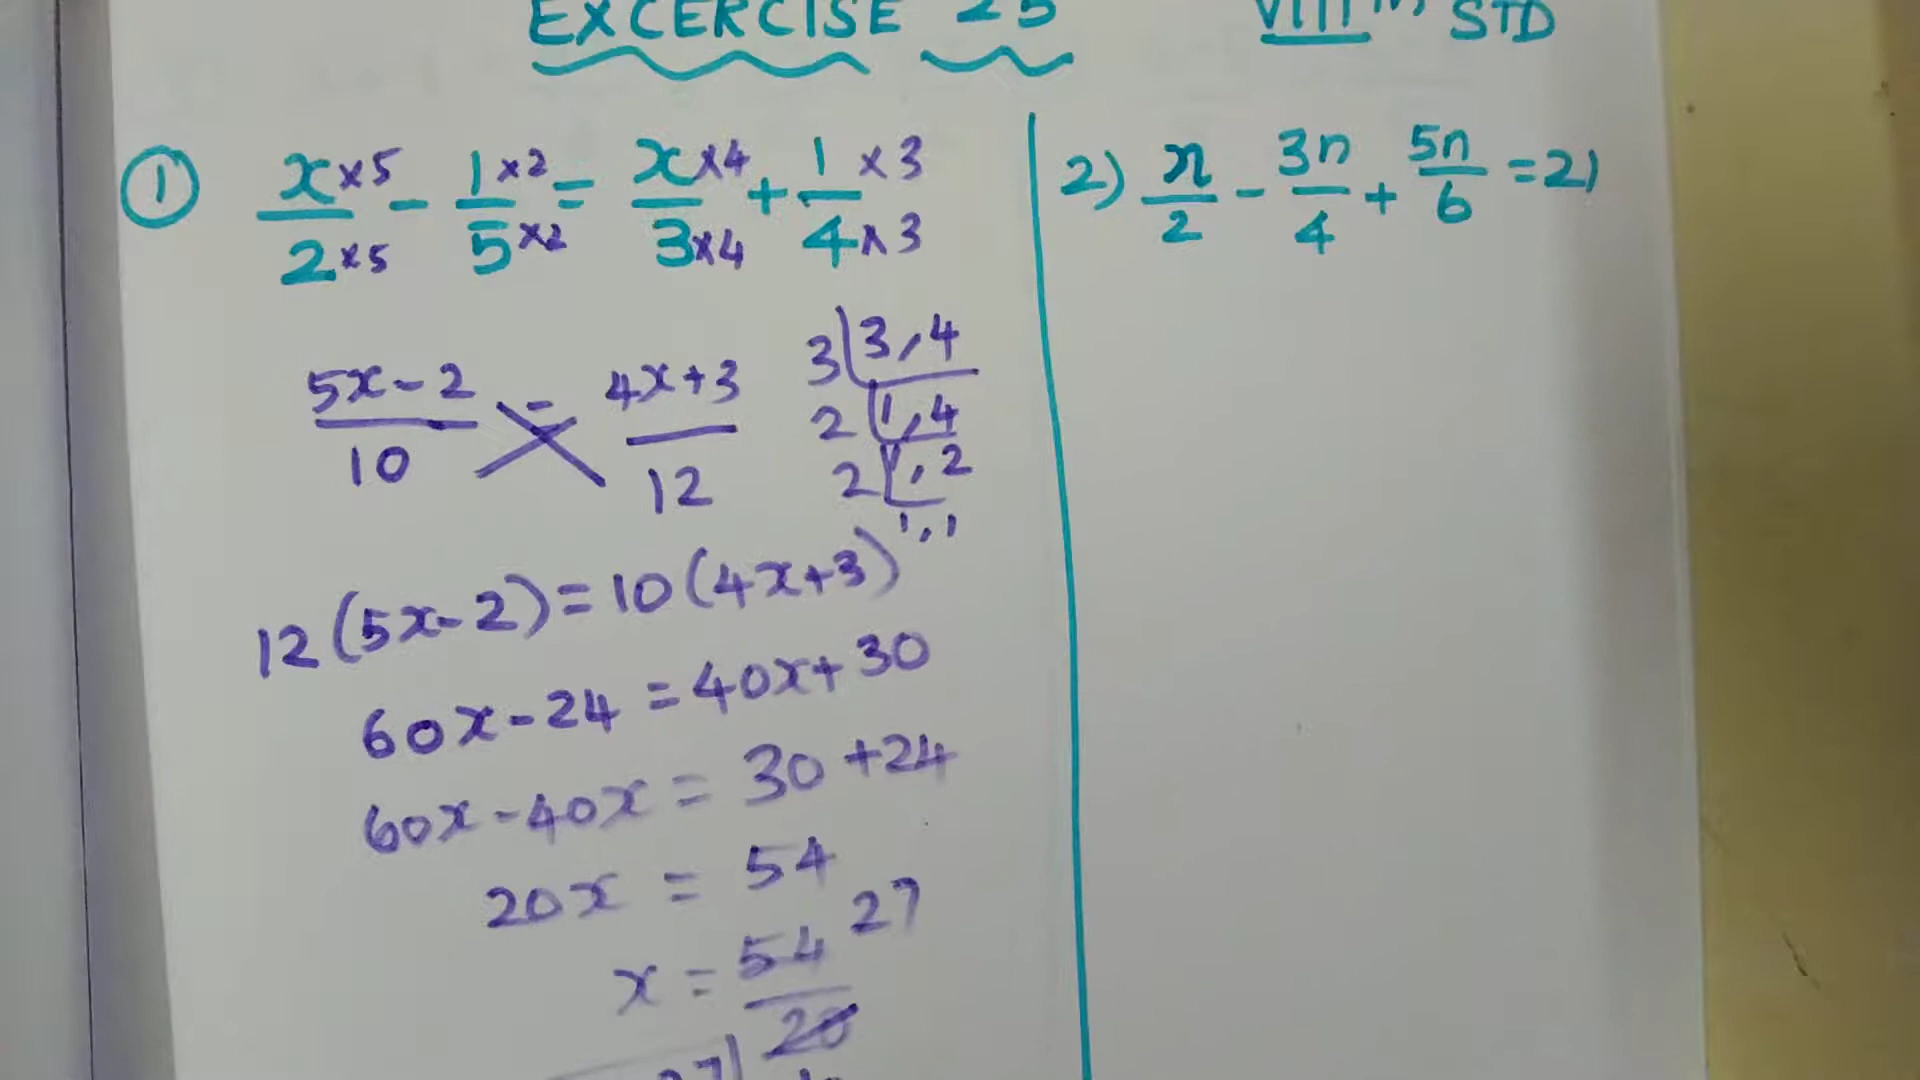 EXCERCISE 25
VIII th STD
① x×5/2×5 - 1×2/5×2 = x×4/3×4 + 1×3/4×3
5x-2/10 = 4x+3/12
3 | 3, 4
2 | 1, 4
2 | 1, 2
1, 1
12(5x-2) = 10(4x+3)
60x-24 = 40x+30
60x-40x = 30+24
20x = 54
x = 54/20 27
2) n/2 - 3n/4 + 5n/6 = 21